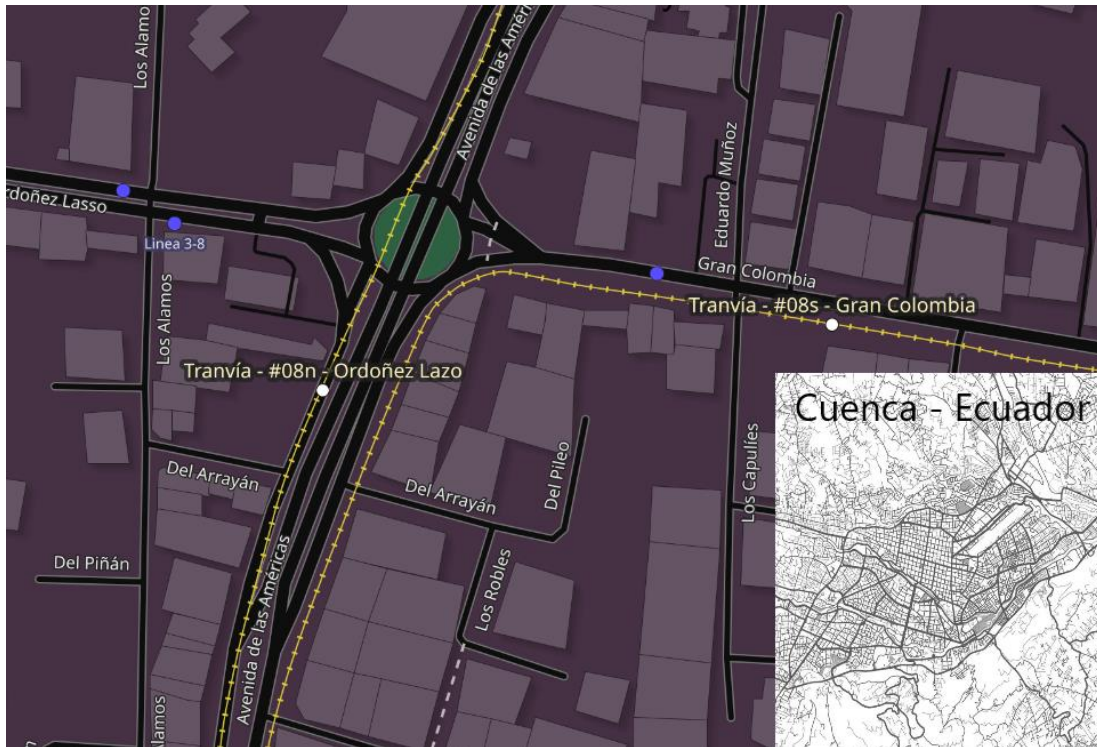 Los Alamo
Avenida de las Améri
Eduardo Muñoz
rdoñez Lasso
Linea 3-8
Gran Colombia
Tranvía - #08s - Gran Colombia
Los Alamos
Tranvía - #08n - Ordoñez Lazo
Cuenca - Ecuador
Del Arrayán
Del Arrayán
Del Pileo
Los Capulíes
Del Piñán
Los Robles
Avenida de las Américas
Alamos